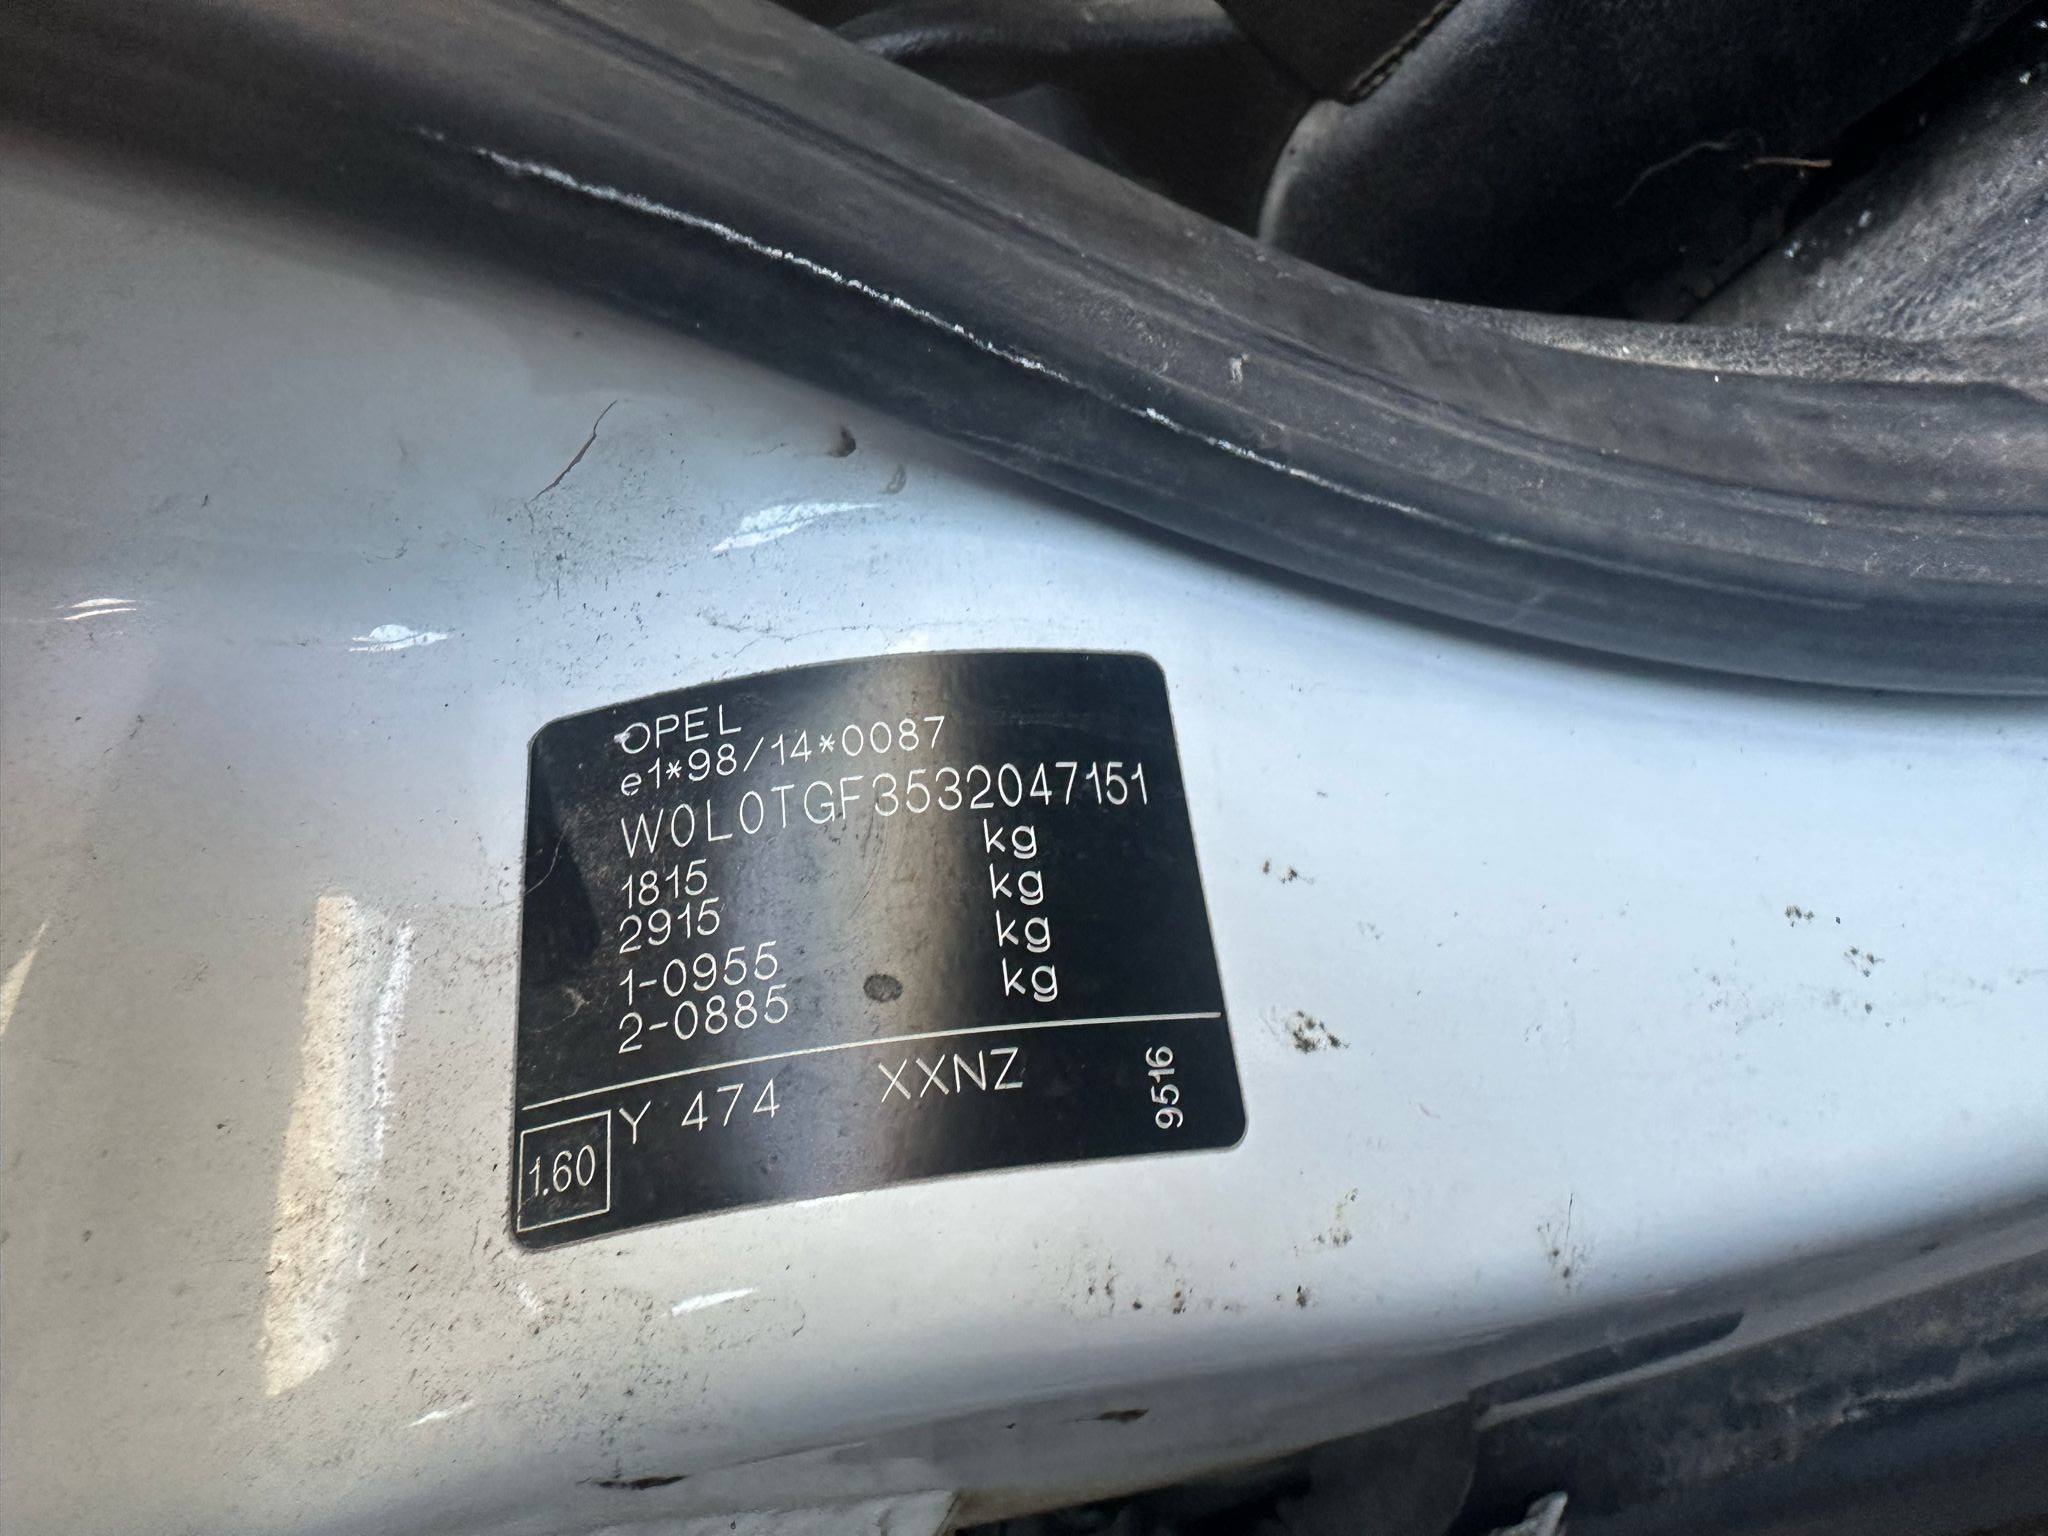 OPEL
e1*98/14*0087
W0L0TGF3532047151
1815 kg
2915 kg
1-0955 kg
2-0885 kg
1.60 Y 474 XXNZ 9516